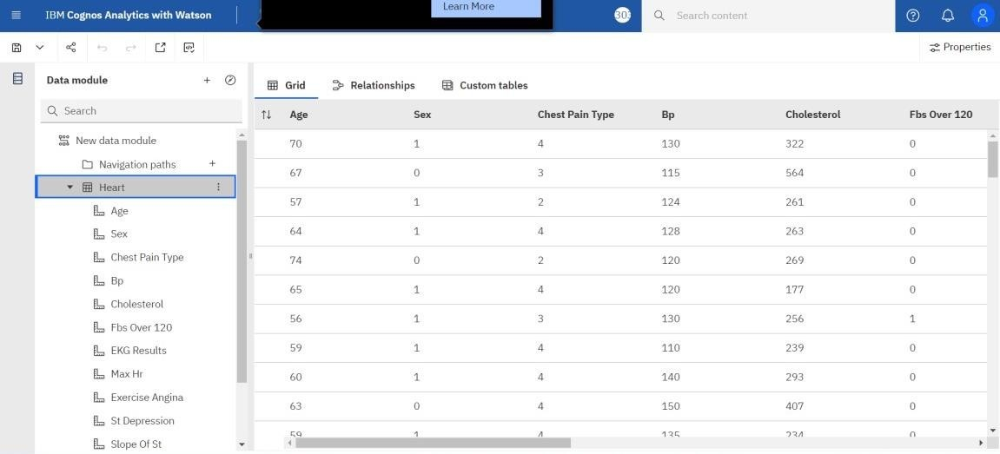 Learn More
IBM Cognos Analytics with Watson
Search content
Properties
Data module
Search
New data module
Navigation paths
Heart
Age
Sex
Chest Pain Type
Bp
Cholesterol
Fbs Over 120
EKG Results
Max Hr
Exercise Angina
St Depression
Slope Of St
Grid Relationships Custom tables
Age Sex Chest Pain Type Bp Cholesterol Fbs Over 120
70 1 4 130 322 0
67 0 3 115 564 0
57 1 2 124 261 0
64 1 4 128 263 0
74 0 2 120 269 0
65 1 4 120 177 0
56 1 3 130 256 1
59 1 4 110 239 0
60 1 4 140 293 0
63 0 4 150 407 0
59 1 4 135 234 0